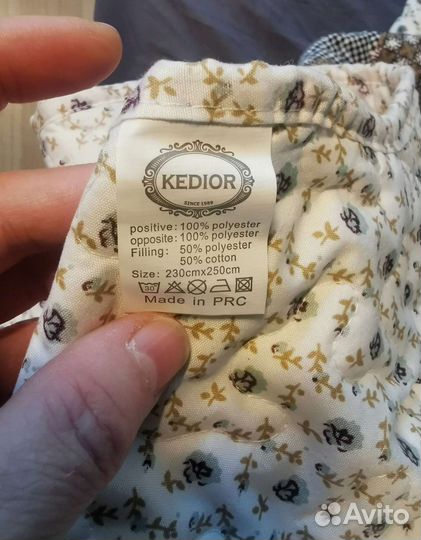 KEDIOR
SINCE 1989
positive: 100% polyester
opposite: 100% polyester
Filling: 50% polyester
50% cotton
Size: 230cmx250cm
30°
Made in PRC
Avito